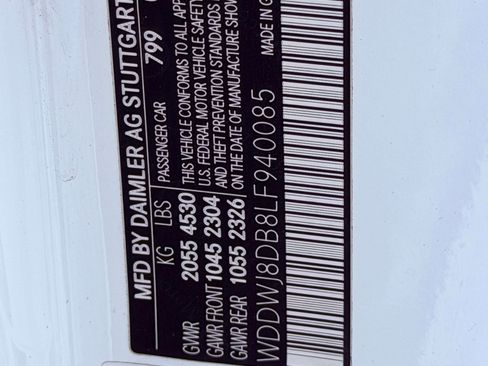 MFD BY DAIMLER AG STUTTGART
799
KG LBS PASSENGER CAR
GVWR 2055 4530 THIS VEHICLE CONFORMS TO ALL APP
GAWR FRONT 1045 2304 U.S. FEDERAL MOTOR VEHICLE SAFETY
GAWR REAR 1055 2326 AND THEFT PREVENTION STANDARDS
ON THE DATE OF MANUFACTURE
WDDWJ8DB8LF940085
MADE IN